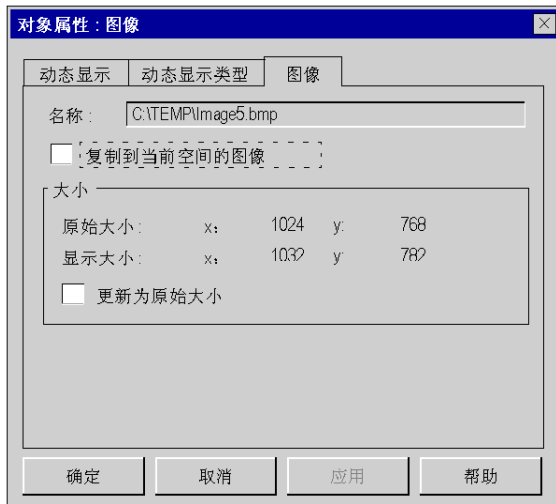 对象属性：图像
动态显示 动态显示类型 图像
名称： C:\TEMP\Image5.bmp
复制到当前空间的图像
大小
原始大小: x: 1024 y: 768
显示大小: x: 1032 y: 782
更新为原始大小
确定 取消 应用 帮助